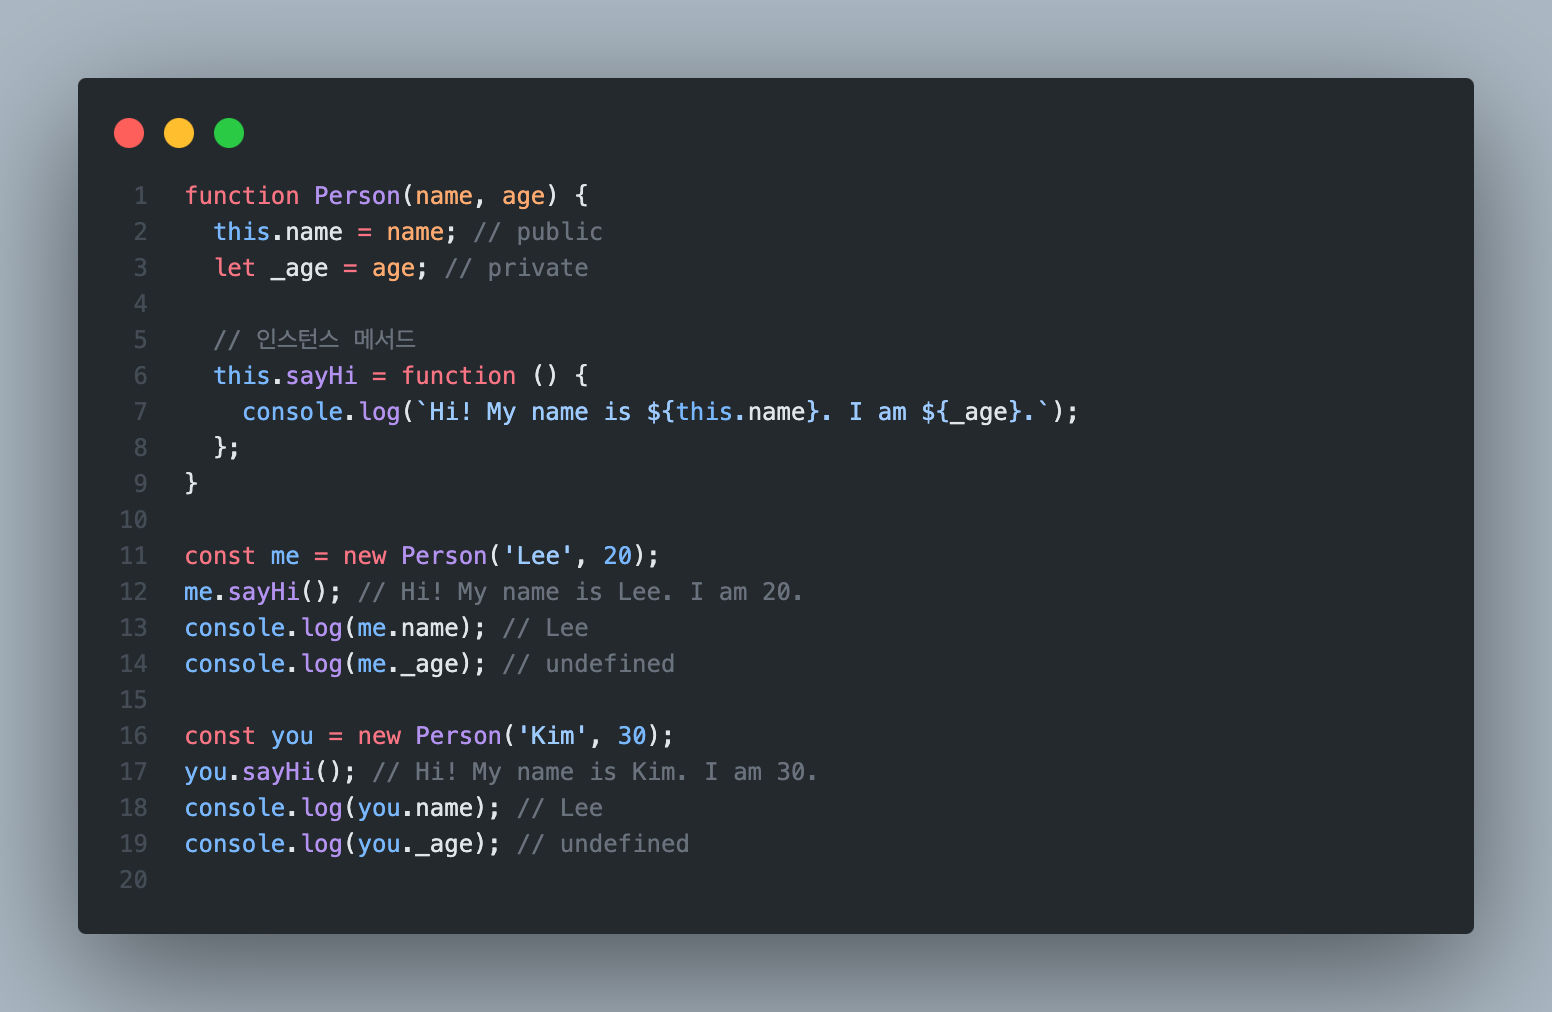 1 function Person(name, age) {
2   this.name = name; // public
3   let _age = age; // private
4
5   // 인스턴스 메서드
6   this.sayHi = function () {
7     console.log(`Hi! My name is ${this.name}. I am ${_age}.`);
8   };
9 }
10
11 const me = new Person('Lee', 20);
12 me.sayHi(); // Hi! My name is Lee. I am 20.
13 console.log(me.name); // Lee
14 console.log(me._age); // undefined
15
16 const you = new Person('Kim', 30);
17 you.sayHi(); // Hi! My name is Kim. I am 30.
18 console.log(you.name); // Lee
19 console.log(you._age); // undefined
20